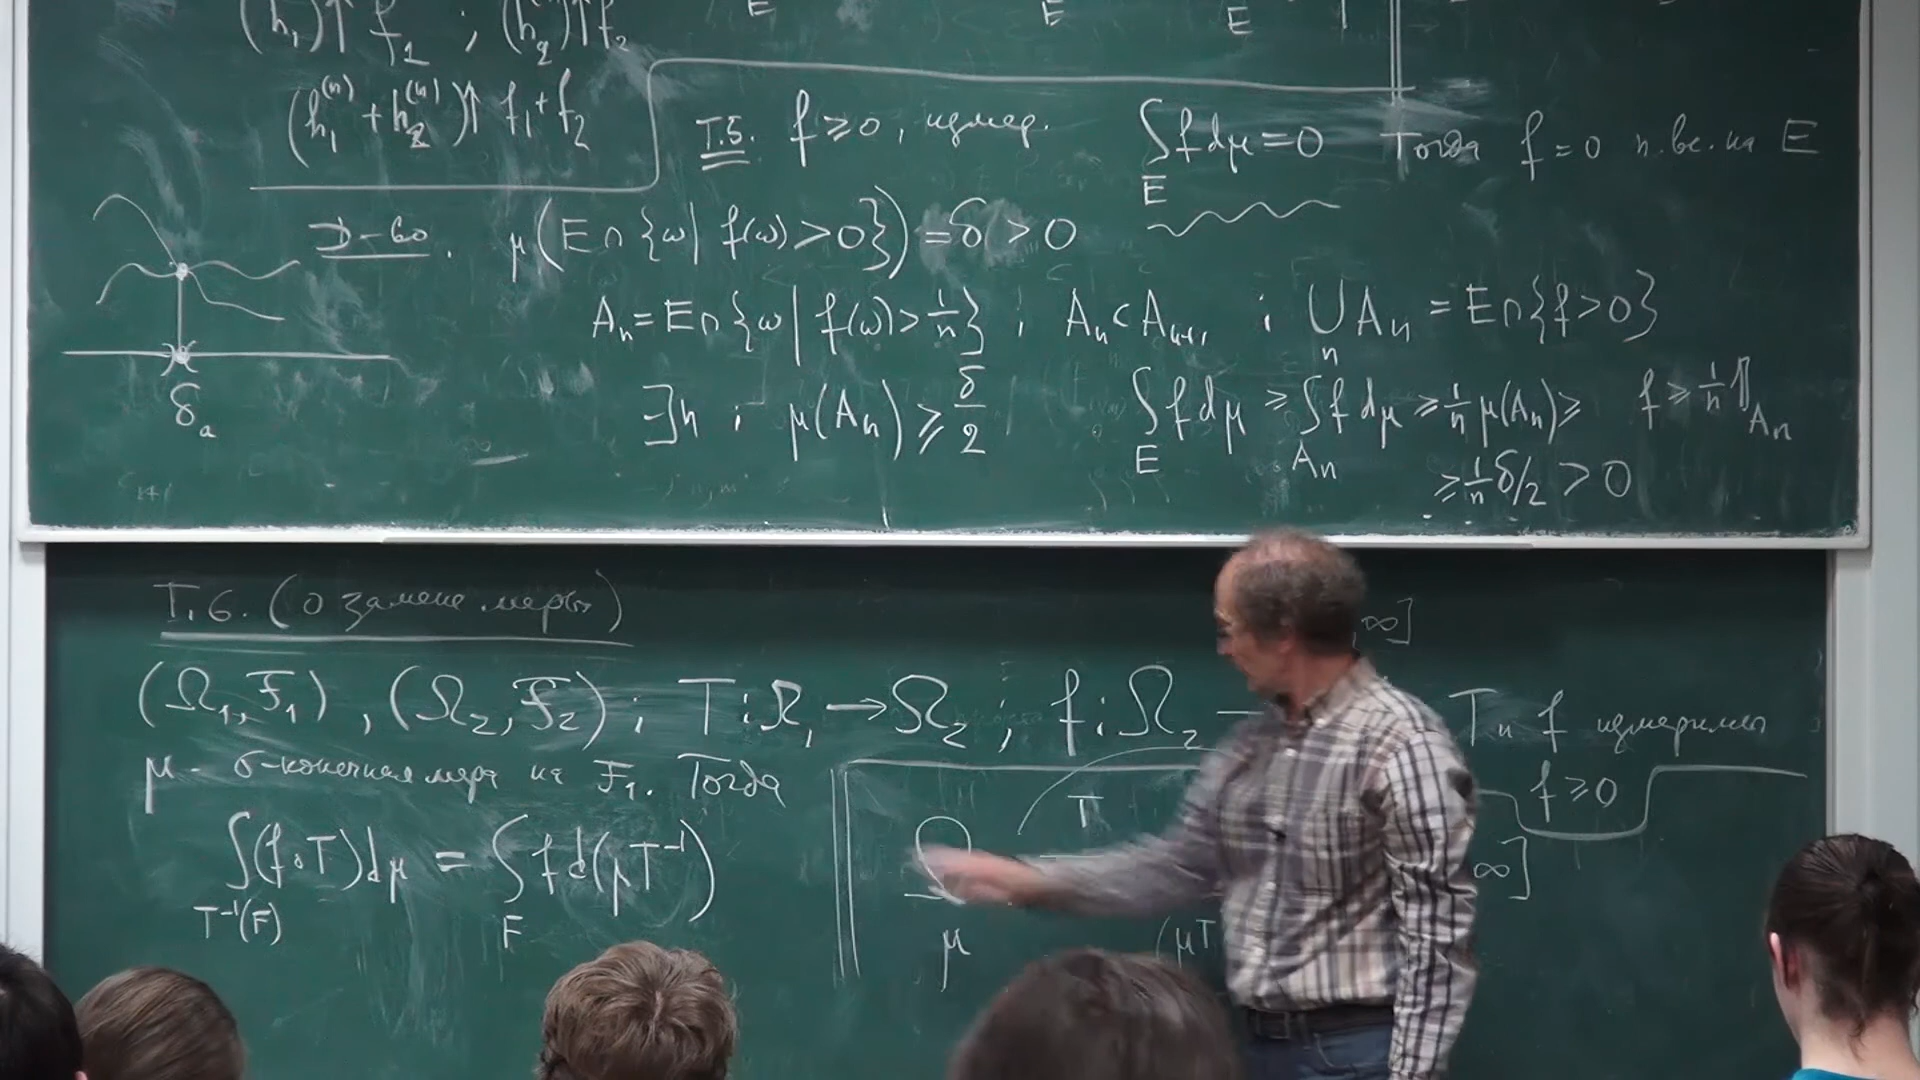 (h₁)↑ f₁ ; (h₂)↑ f₂
E E E
(h₁⁽ⁿ⁾ + h₂⁽ⁿ⁾)↑ f₁ + f₂
Т.5. f ⩾ 0, измер. ∫_E f dμ = 0 Тогда f = 0 п.вс. на E
Д-во. μ(E∩{ω| f(ω)>0}) = δ > 0
Aₙ = E∩{ω| f(ω) > 1/n} ; Aₙ ⊂ Aₙ₊₁ ; ⋃ₙ Aₙ = E∩{f>0}
∃n : μ(Aₙ) ⩾ δ/2 ∫_E f dμ ⩾ ∫_{Aₙ} f dμ ⩾ 1/n μ(Aₙ) ⩾ f ⩾ 1/n 𝟙_{Aₙ}
⩾ 1/n δ/2 > 0
δₐ
Т.6. (о замене меры)
∞]
(Ω₁, F₁), (Ω₂, F₂); T: Ω₁ → Ω₂ ; f: Ω₂ T и f измеримы
μ - σ-конечная мера на F₁. Тогда f ⩾ 0
∫_{T⁻¹(F)} (f∘T) dμ = ∫_F f d(μT⁻¹)
T
∞]
μ (μT